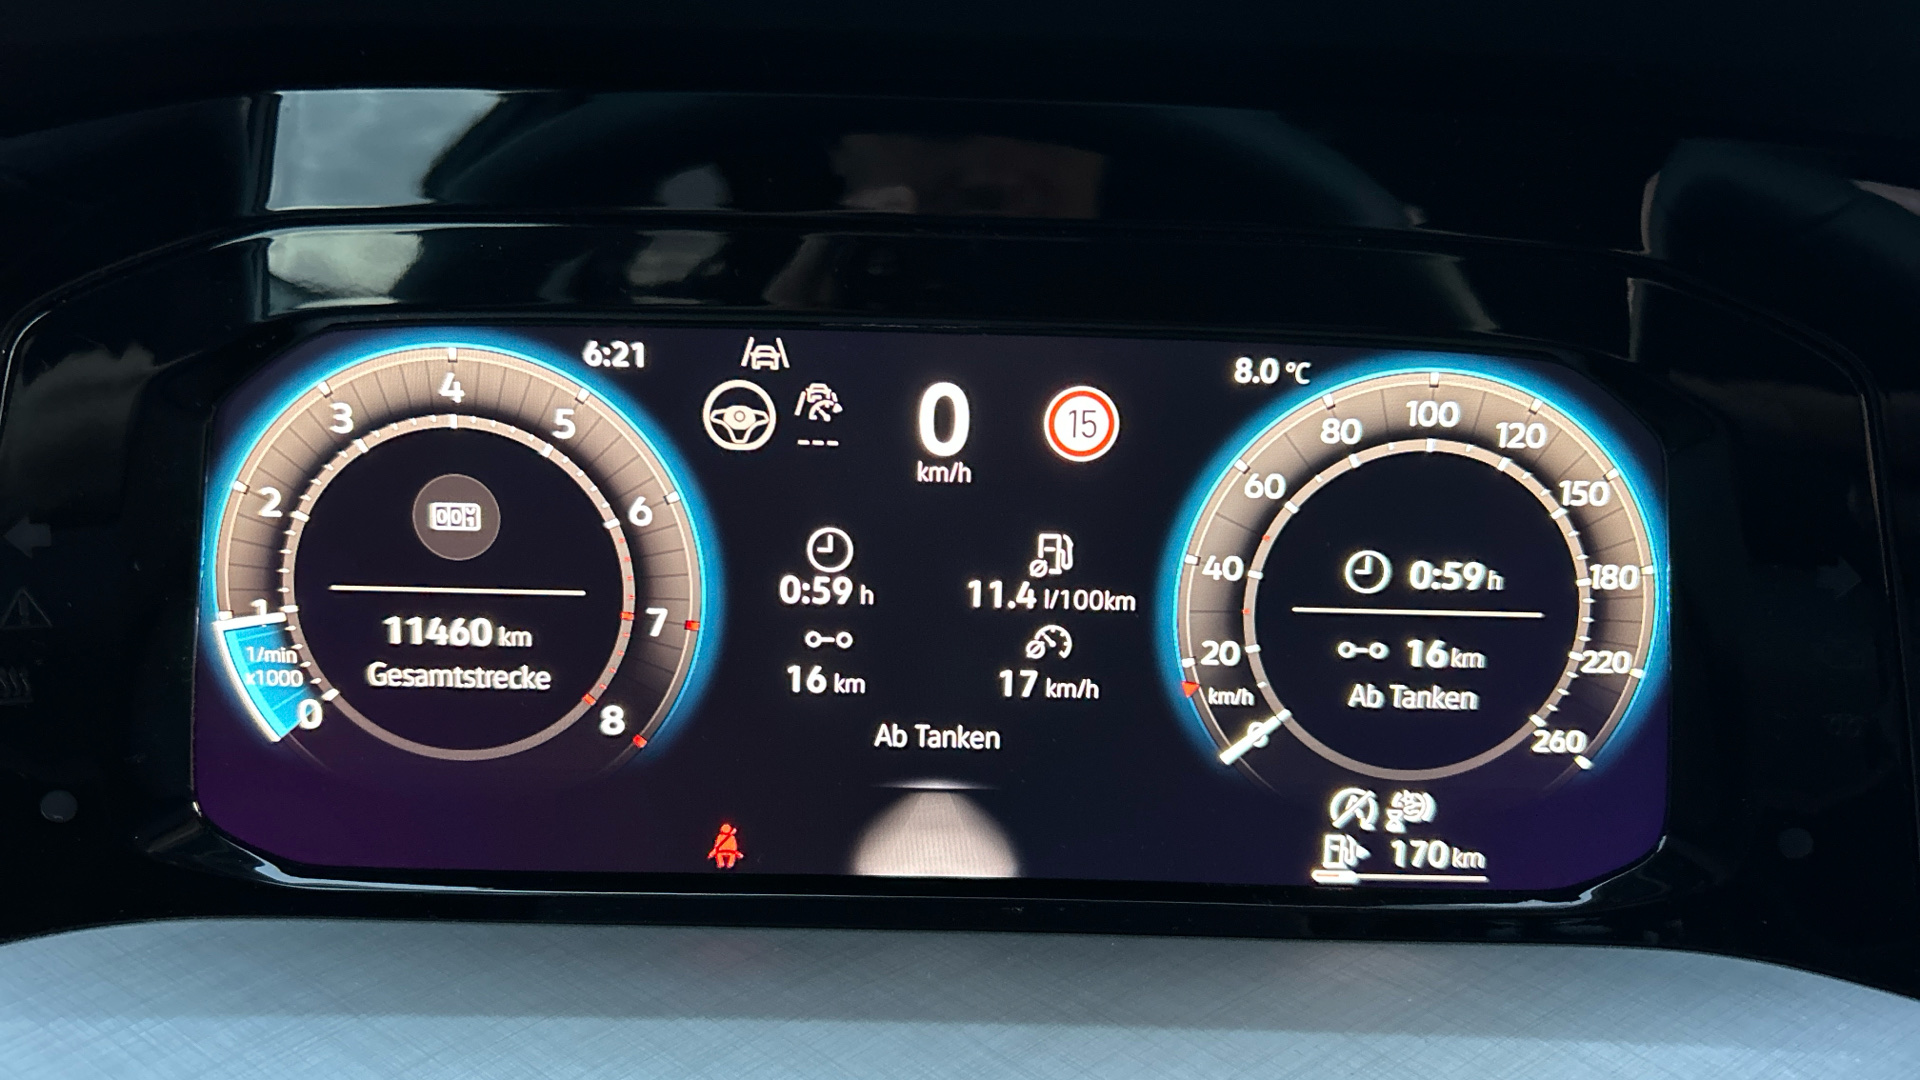 6:21
8.0 °C
0
km/h
15
0 1 2 3 4 5 6 7 8
1/min
x1000
11460 km
Gesamtstrecke
0:59 h
11.4 l/100km
16 km
17 km/h
Ab Tanken
0 20 40 60 80 100 120 150 180 220 260
km/h
0:59 h
16 km
Ab Tanken
170 km